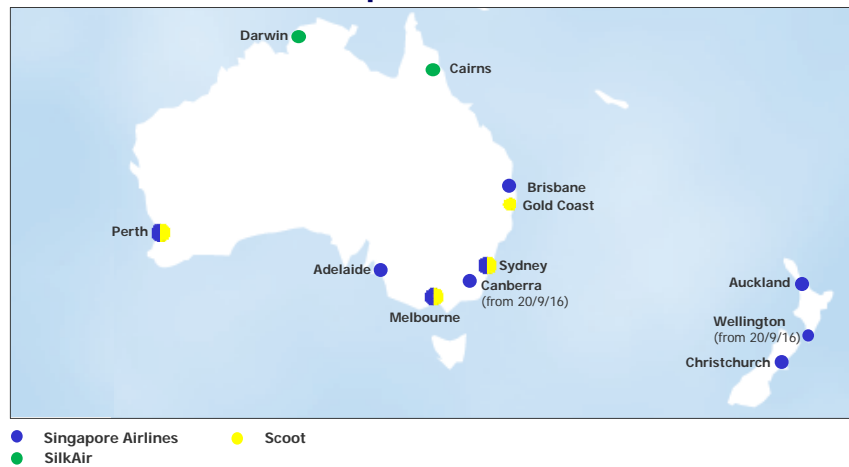 Darwin
Cairns
Brisbane
Gold Coast
Perth
Adelaide
Sydney
Canberra
(from 20/9/16)
Melbourne
Auckland
Wellington
(from 20/9/16)
Christchurch
Singapore Airlines
Scoot
SilkAir